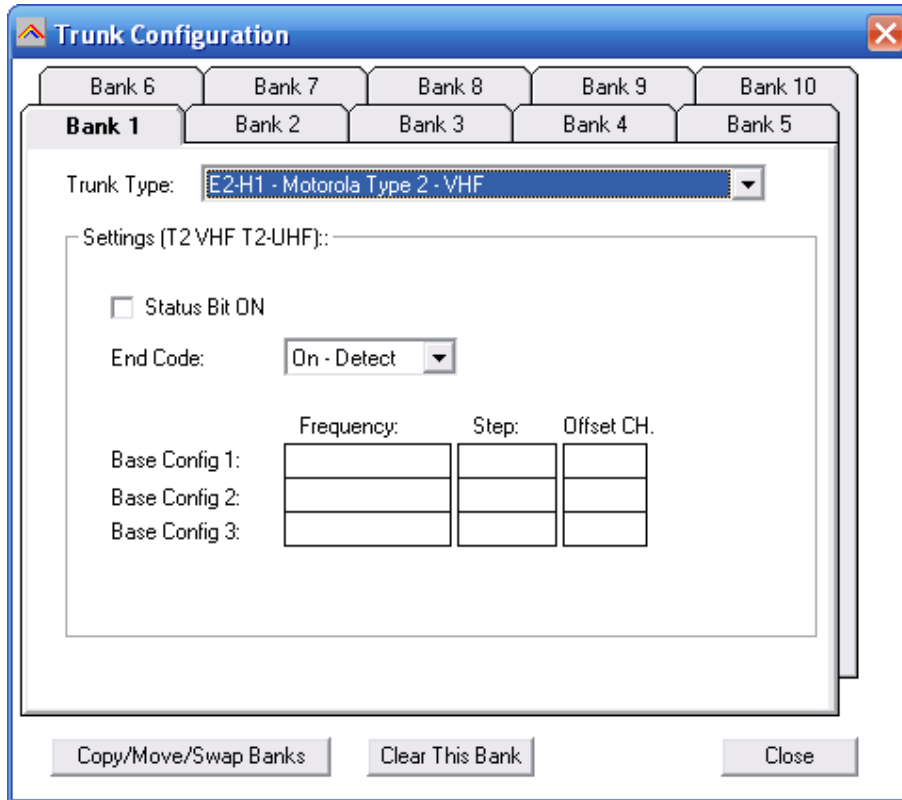 Trunk Configuration
Bank 6 Bank 7 Bank 8 Bank 9 Bank 10
Bank 1 Bank 2 Bank 3 Bank 4 Bank 5
Trunk Type: E2-H1 - Motorola Type 2 - VHF
Settings (T2 VHF T2-UHF)::
Status Bit ON
End Code: On - Detect
Frequency: Step: Offset CH.
Base Config 1:
Base Config 2:
Base Config 3:
Copy/Move/Swap Banks Clear This Bank Close